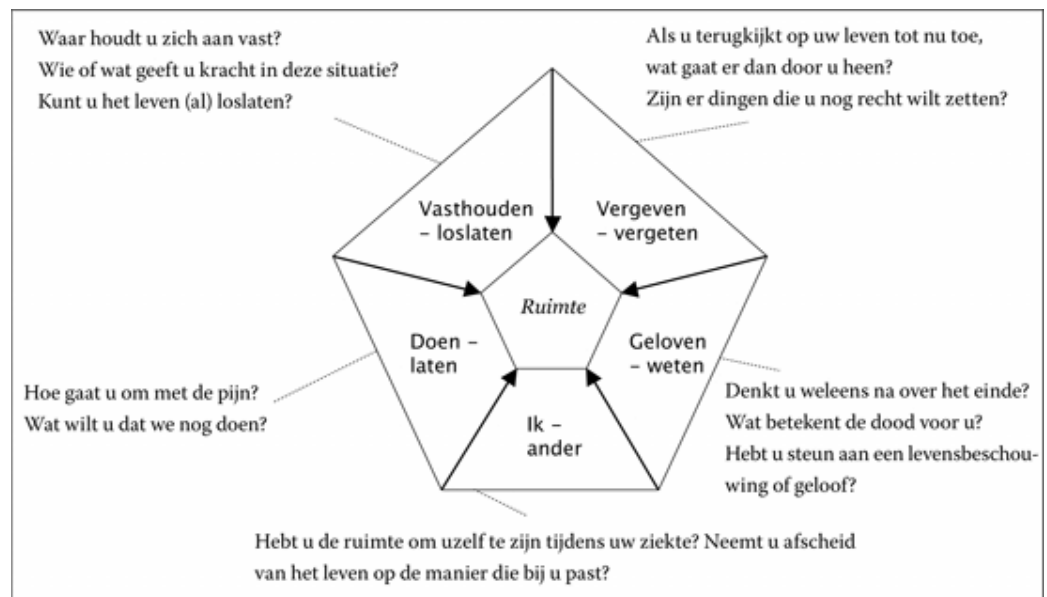 Waar houdt u zich aan vast?
Wie of wat geeft u kracht in deze situatie?
Kunt u het leven (al) loslaten?
Als u terugkijkt op uw leven tot nu toe,
wat gaat er dan door u heen?
Zijn er dingen die u nog recht wilt zetten?
Vasthouden
– loslaten
Vergeven
– vergeten
Ruimte
Doen –
laten
Geloven
– weten
Ik –
ander
Hoe gaat u om met de pijn?
Wat wilt u dat we nog doen?
Denkt u weleens na over het einde?
Wat betekent de dood voor u?
Hebt u steun aan een levensbeschou-
wing of geloof?
Hebt u de ruimte om uzelf te zijn tijdens uw ziekte? Neemt u afscheid
van het leven op de manier die bij u past?